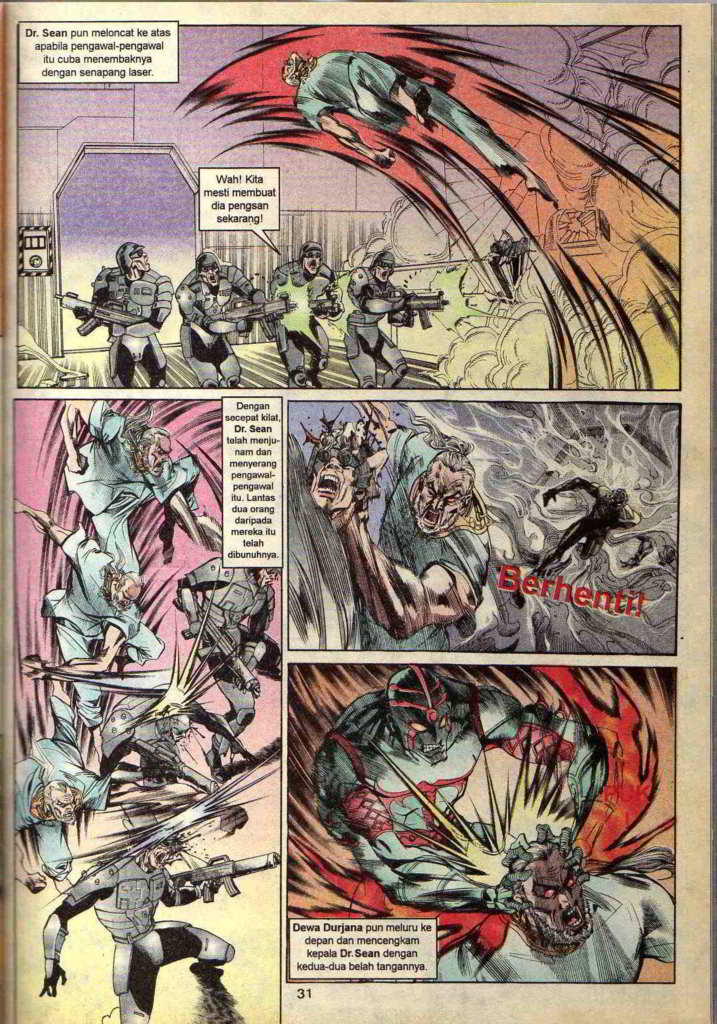 Dr. Sean pun meloncat ke atas
apabila pengawal-pengawal
itu cuba menembaknya
dengan senapang laser.
Wah! Kita
mesti membuat
dia pengsan
sekarang!
Dengan
secepat kilat,
Dr. Sean
telah menju-
nam dan
menyerang
pengawal-
pengawal
itu. Lantas
dua orang
daripada
mereka itu
telah
dibunuhnya.
Berhenti!
Dewa Durjana pun meluru ke
depan dan mencengkam
kepala Dr. Sean dengan
kedua-dua belah tangannya.
31